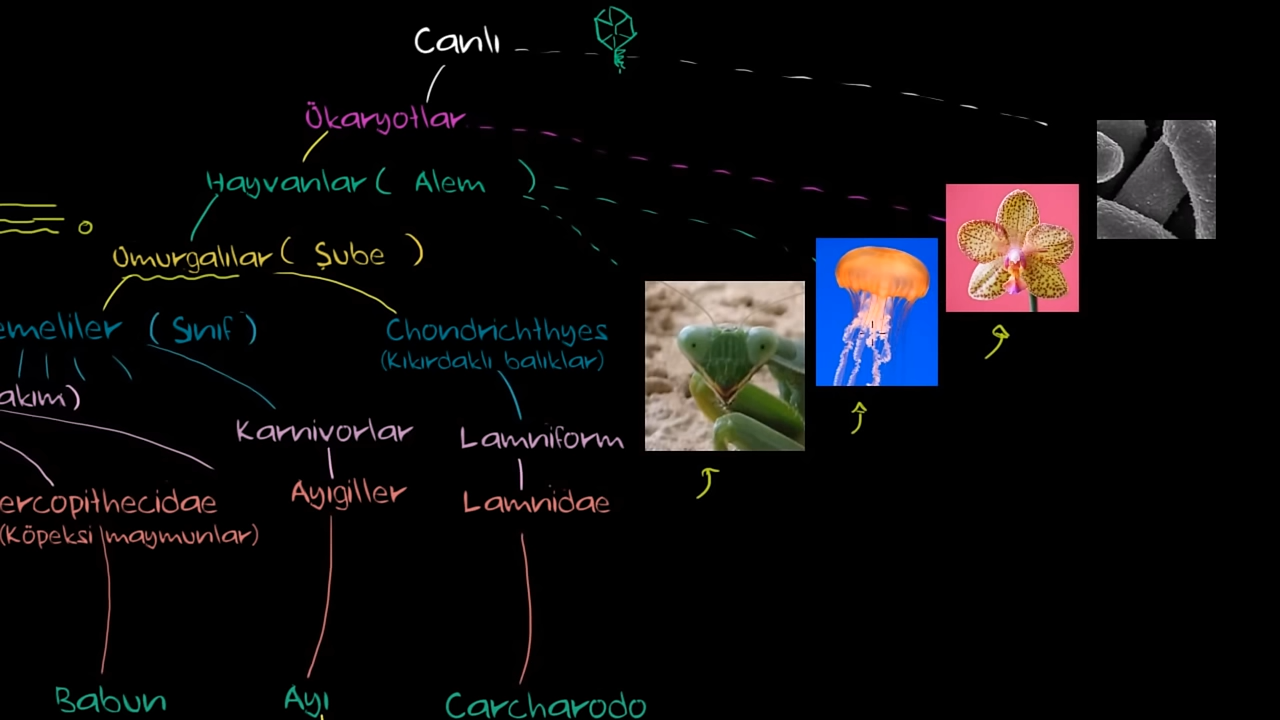 Canlı
Ökaryotlar
Hayvanlar ( Alem )
Omurgalılar ( Şube )
emeliler ( Sınıf )
Chondrichthyes
(Kıkırdaklı balıklar)
akım)
Karnivorlar
Lamniform
ercopithecidae
Ayıgiller
Lamnidae
(Köpeksi maymunlar)
Babun
Ayı
Carcharodo